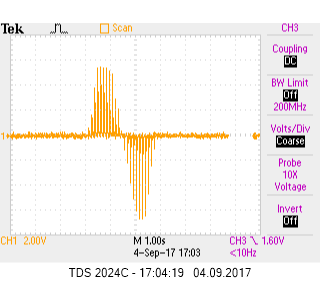 Tek Scan CH3
Coupling
DC
BW Limit
Off
200MHz
Volts/Div
Coarse
Probe
10X
Voltage
Invert
Off
1
CH1 2.00V M 1.00s CH3 1.60V
4-Sep-17 17:03 <10Hz
TDS 2024C - 17:04:19 04.09.2017